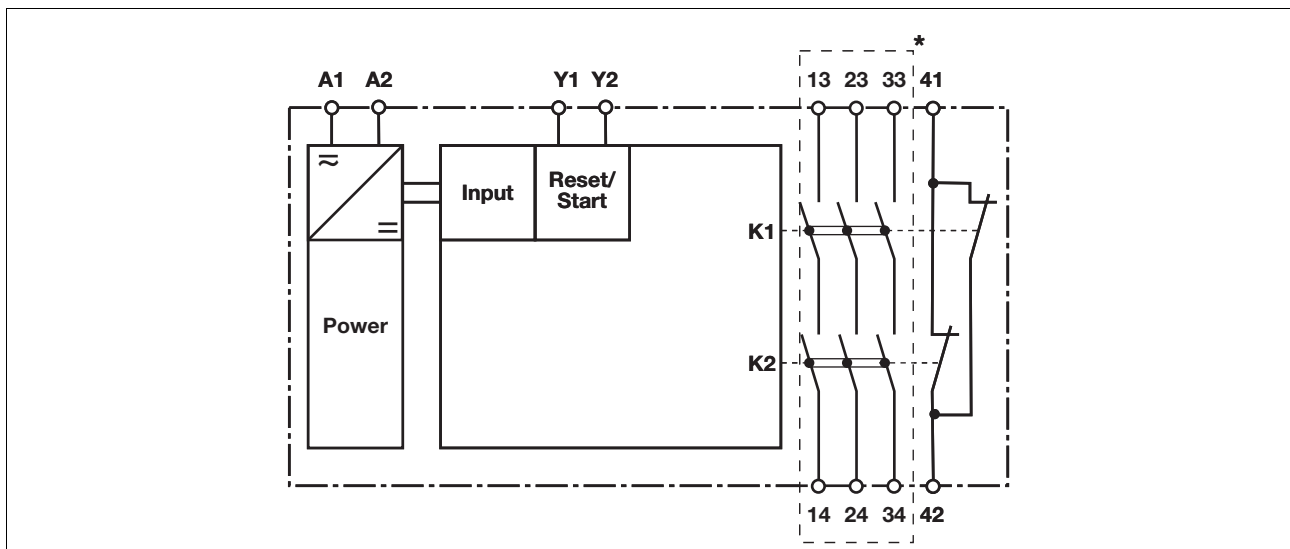 *
A1 A2 Y1 Y2 13 23 33 41
Input
Reset/
Start
K1
Power
K2
14 24 34 42